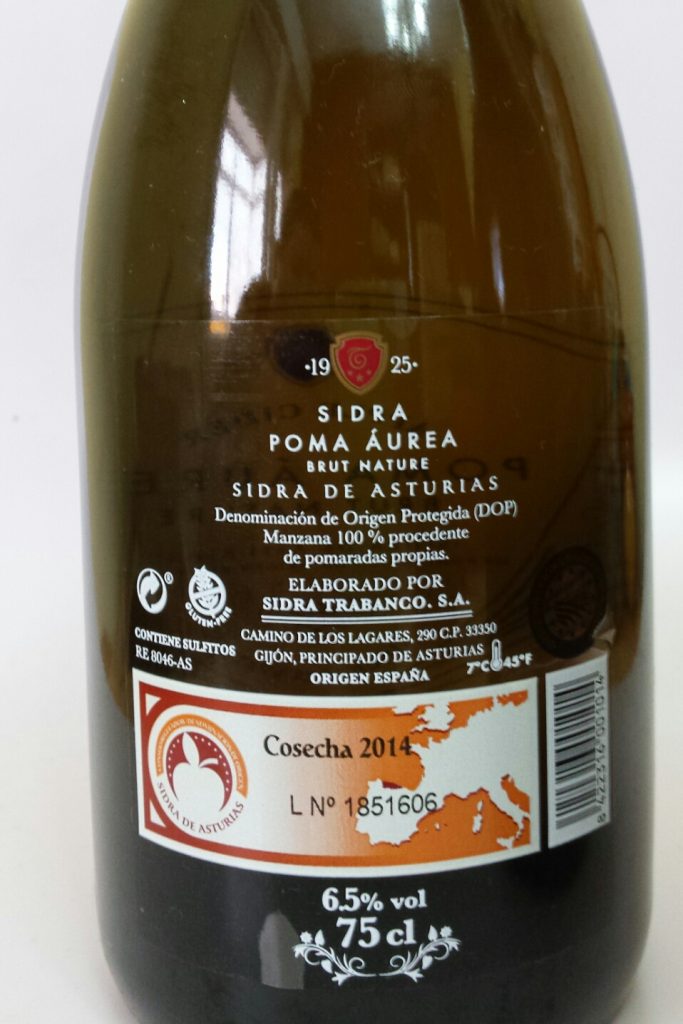 ·19 25·
SIDRA
POMA ÁUREA
BRUT NATURE
SIDRA DE ASTURIAS
Denominación de Origen Protegida (DOP)
Manzana 100 % procedente
de pomaradas propias.
ELABORADO POR
SIDRA TRABANCO. S.A.
GLUTEN-FREE
CONTIENE SULFITOS
RE 8046-AS
CAMINO DE LOS LAGARES, 290 C.P. 33350
GIJÓN, PRINCIPADO DE ASTURIAS
ORIGEN ESPAÑA
7°C 45°F
SIDRA DE ASTURIAS
Cosecha 2014
L Nº 1851606
8 422316 001014
6.5% vol
75 cl